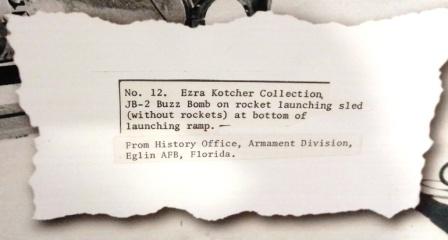 No. 12. Ezra Kotcher Collection,
JB-2 Buzz Bomb on rocket launching sled
(without rockets) at bottom of
launching ramp. —
From History Office, Armament Division,
Eglin AFB, Florida.